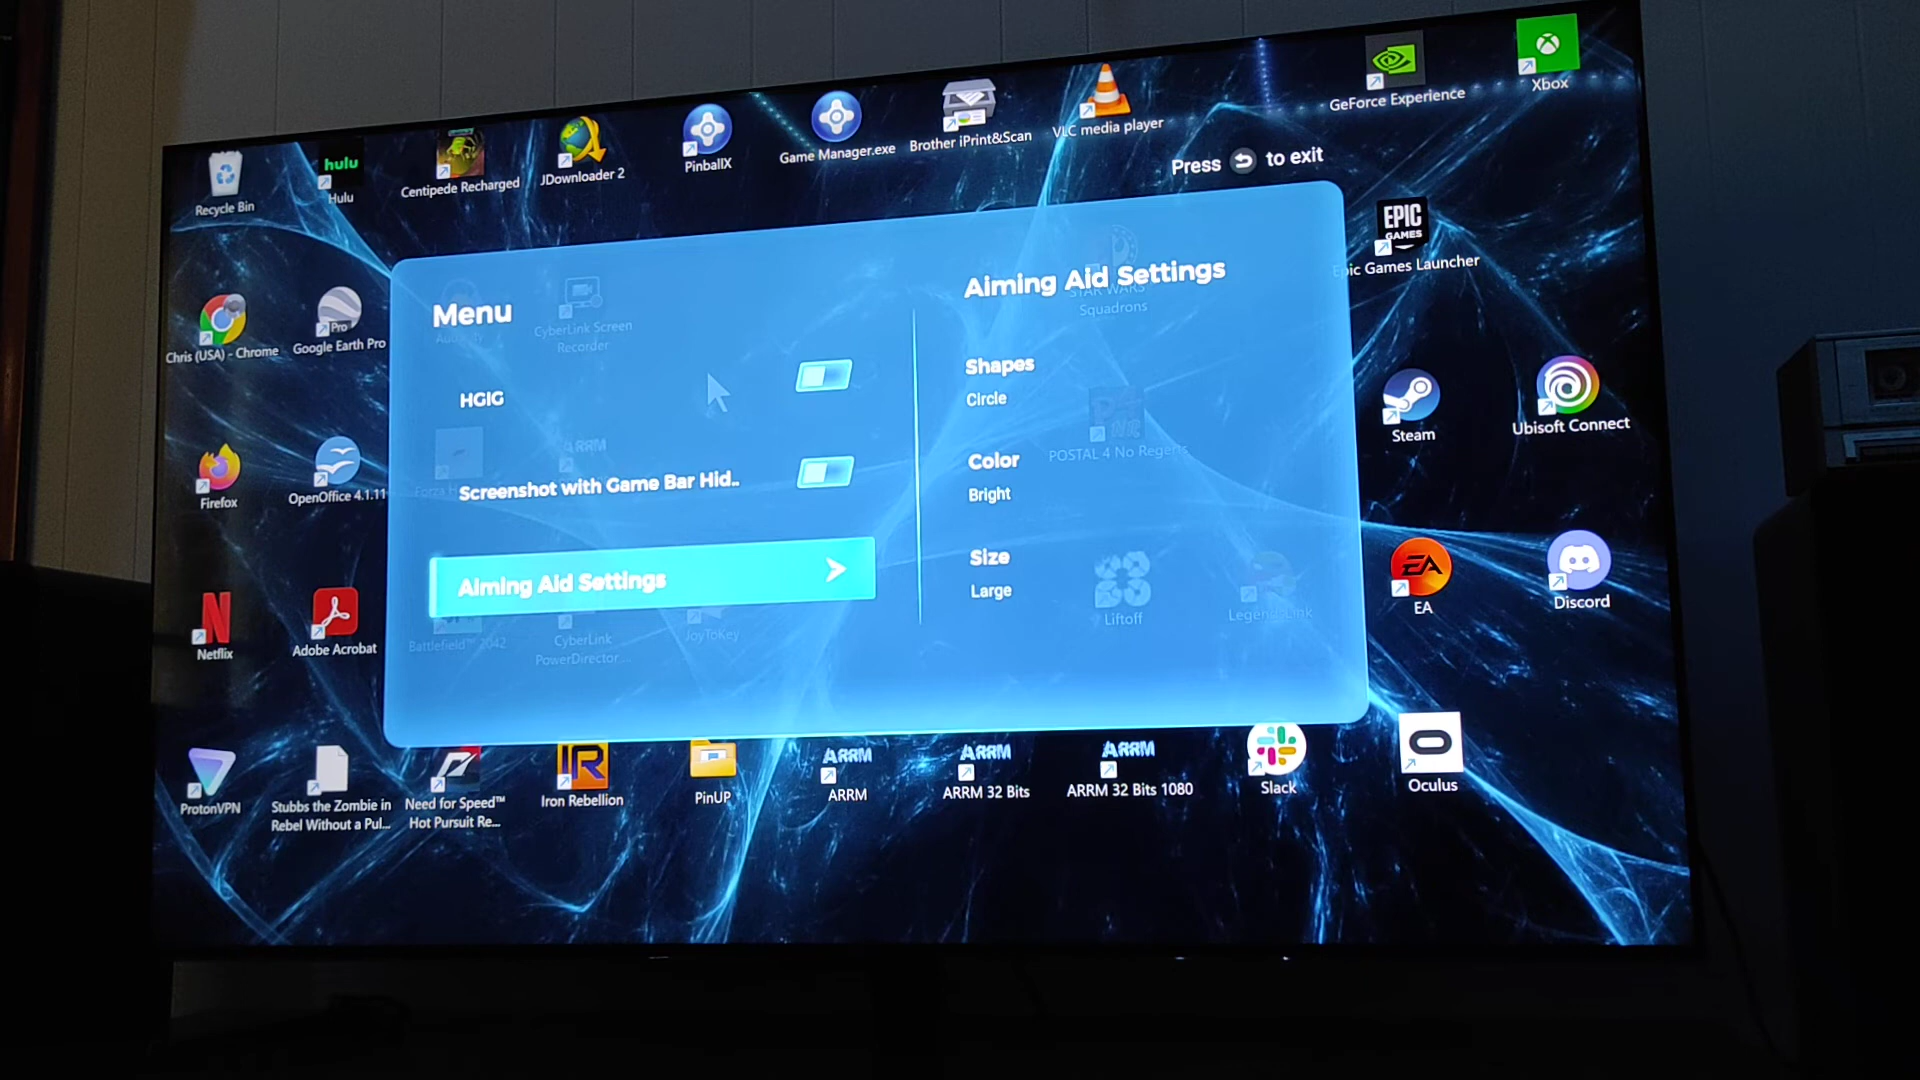 Recycle Bin
hulu
Hulu
Centipede Recharged
JDownloader 2
PinballX
Game Manager.exe
Brother iPrint&Scan
VLC media player
GeForce Experience
Xbox
Press to exit
Menu
HGIG
Screenshot with Game Bar Hid..
Aiming Aid Settings
Aiming Aid Settings
Shapes
Circle
Color
Bright
Size
Large
CyberLink Screen
Recorder
STAR WARS
Squadrons
ARRM
POSTAL 4 No Regerts
Battlefield™ 2042
CyberLink
PowerDirector...
JoyToKey
Liftoff
EPIC
GAMES
Epic Games Launcher
Chris (USA) - Chrome
Pro
Google Earth Pro
Steam
Ubisoft Connect
Firefox
OpenOffice 4.1.11
EA
EA
Discord
Netflix
Adobe Acrobat
ProtonVPN
Stubbs the Zombie in
Rebel Without a Pul...
Need for Speed™
Hot Pursuit Re...
IR
Iron Rebellion
PinUP
ARRM
ARRM
ARRM
ARRM 32 Bits
ARRM
ARRM 32 Bits 1080
Slack
Oculus